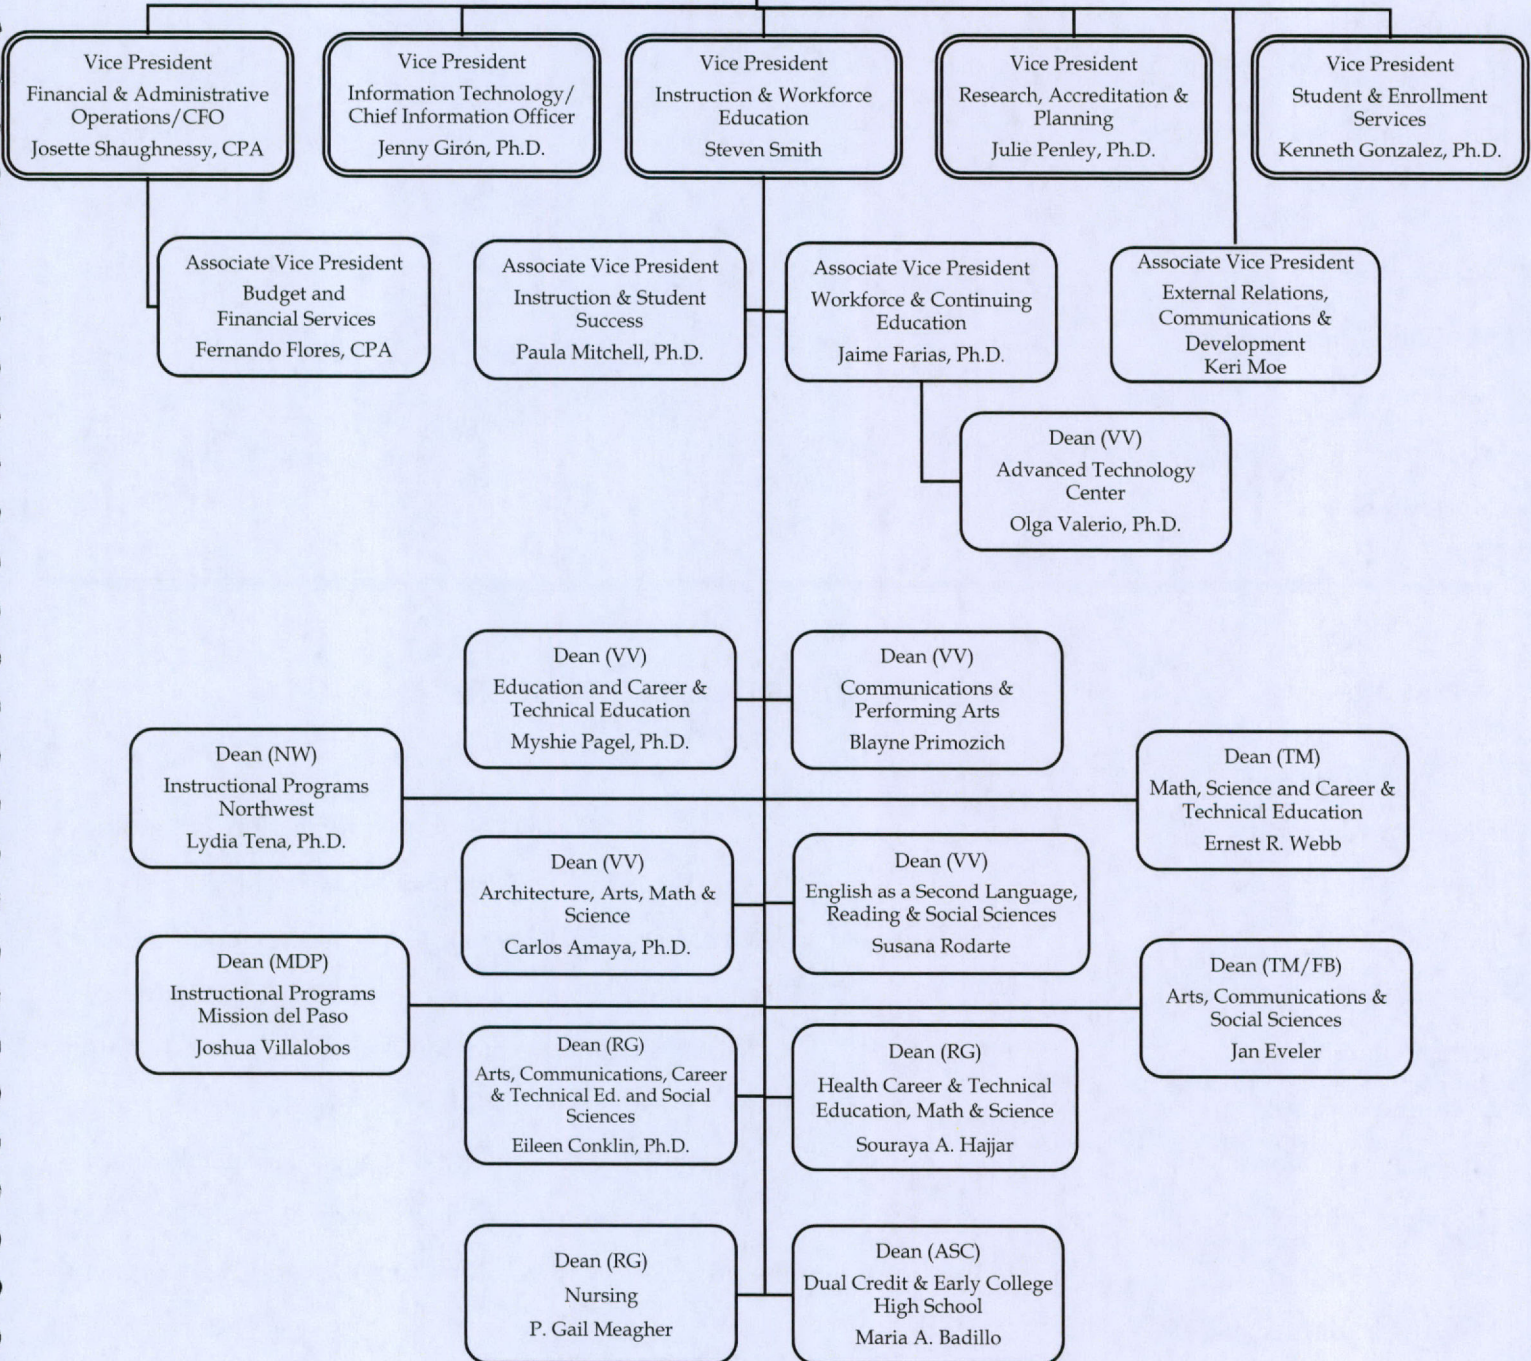 Vice President
Financial & Administrative
Operations/CFO
Josette Shaughnessy, CPA
Vice President
Information Technology/
Chief Information Officer
Jenny Girón, Ph.D.
Vice President
Instruction & Workforce
Education
Steven Smith
Vice President
Research, Accreditation &
Planning
Julie Penley, Ph.D.
Vice President
Student & Enrollment
Services
Kenneth Gonzalez, Ph.D.
Associate Vice President
Budget and
Financial Services
Fernando Flores, CPA
Associate Vice President
Instruction & Student
Success
Paula Mitchell, Ph.D.
Associate Vice President
Workforce & Continuing
Education
Jaime Farias, Ph.D.
Associate Vice President
External Relations,
Communications &
Development
Keri Moe
Dean (VV)
Advanced Technology
Center
Olga Valerio, Ph.D.
Dean (VV)
Education and Career &
Technical Education
Myshie Pagel, Ph.D.
Dean (VV)
Communications &
Performing Arts
Blayne Primozich
Dean (NW)
Instructional Programs
Northwest
Lydia Tena, Ph.D.
Dean (TM)
Math, Science and Career &
Technical Education
Ernest R. Webb
Dean (VV)
Architecture, Arts, Math &
Science
Carlos Amaya, Ph.D.
Dean (VV)
English as a Second Language,
Reading & Social Sciences
Susana Rodarte
Dean (MDP)
Instructional Programs
Mission del Paso
Joshua Villalobos
Dean (TM/FB)
Arts, Communications &
Social Sciences
Jan Eveler
Dean (RG)
Arts, Communications, Career
& Technical Ed. and Social
Sciences
Eileen Conklin, Ph.D.
Dean (RG)
Health Career & Technical
Education, Math & Science
Souraya A. Hajjar
Dean (RG)
Nursing
P. Gail Meagher
Dean (ASC)
Dual Credit & Early College
High School
Maria A. Badillo